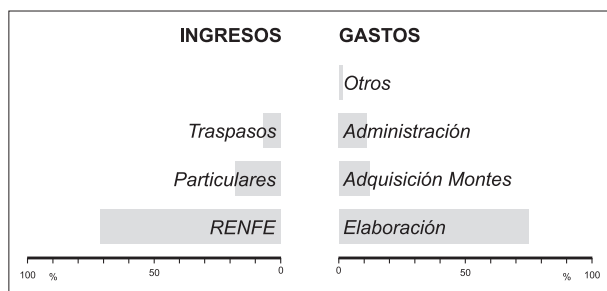 INGRESOS GASTOS
Otros
Traspasos Administración
Particulares Adquisición Montes
RENFE Elaboración
100 % 50 0 0 50 % 100